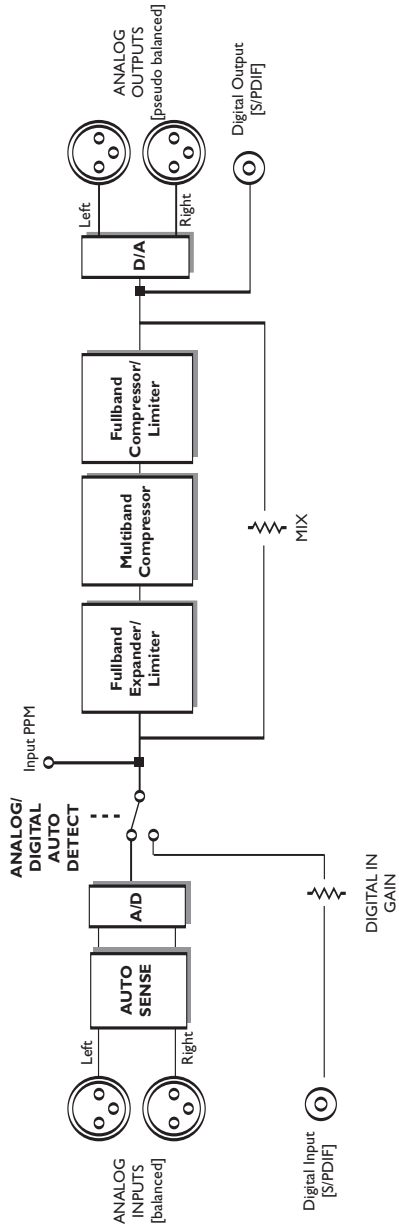 ANALOG
INPUTS
[balanced]
Left
Right
AUTO
SENSE
A/D
ANALOG/
DIGITAL
AUTO
DETECT
Input PPM
Digital Input
[S/PDIF]
DIGITAL IN
GAIN
Fullband
Expander/
Limiter
Multiband
Compressor
Fullband
Compressor/
Limiter
MIX
D/A
Left
Right
ANALOG
OUTPUTS
[pseudo balanced]
Digital Output
[S/PDIF]